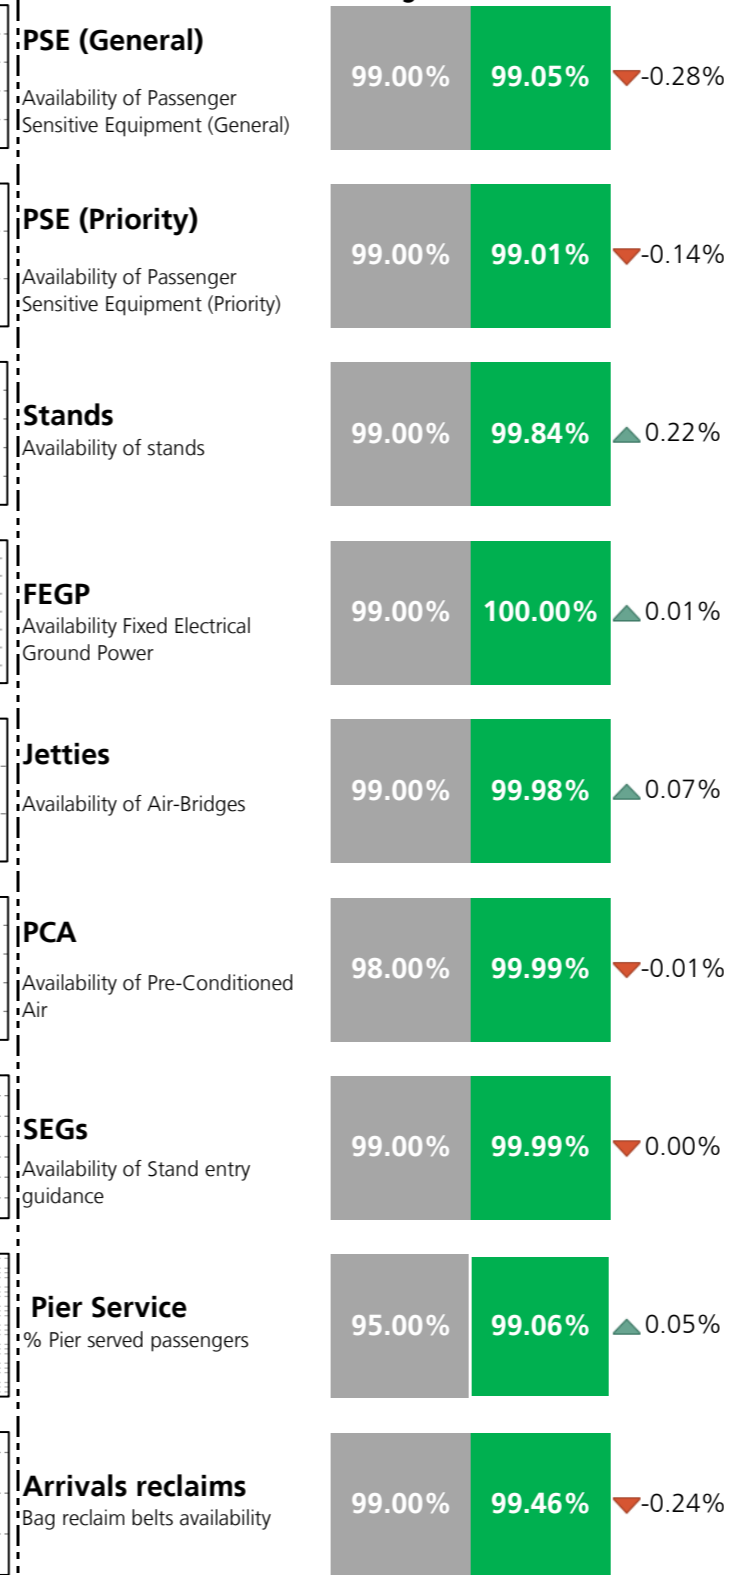 PSE (General)
99.00% 99.05% -0.28%
Availability of Passenger
Sensitive Equipment (General)
PSE (Priority)
99.00% 99.01% -0.14%
Availability of Passenger
Sensitive Equipment (Priority)
Stands
99.00% 99.84% 0.22%
Availability of stands
FEGP
99.00% 100.00% 0.01%
Availability Fixed Electrical
Ground Power
Jetties
99.00% 99.98% 0.07%
Availability of Air-Bridges
PCA
98.00% 99.99% -0.01%
Availability of Pre-Conditioned
Air
SEGs
99.00% 99.99% 0.00%
Availability of Stand entry
guidance
Pier Service
95.00% 99.06% 0.05%
% Pier served passengers
Arrivals reclaims
99.00% 99.46% -0.24%
Bag reclaim belts availability